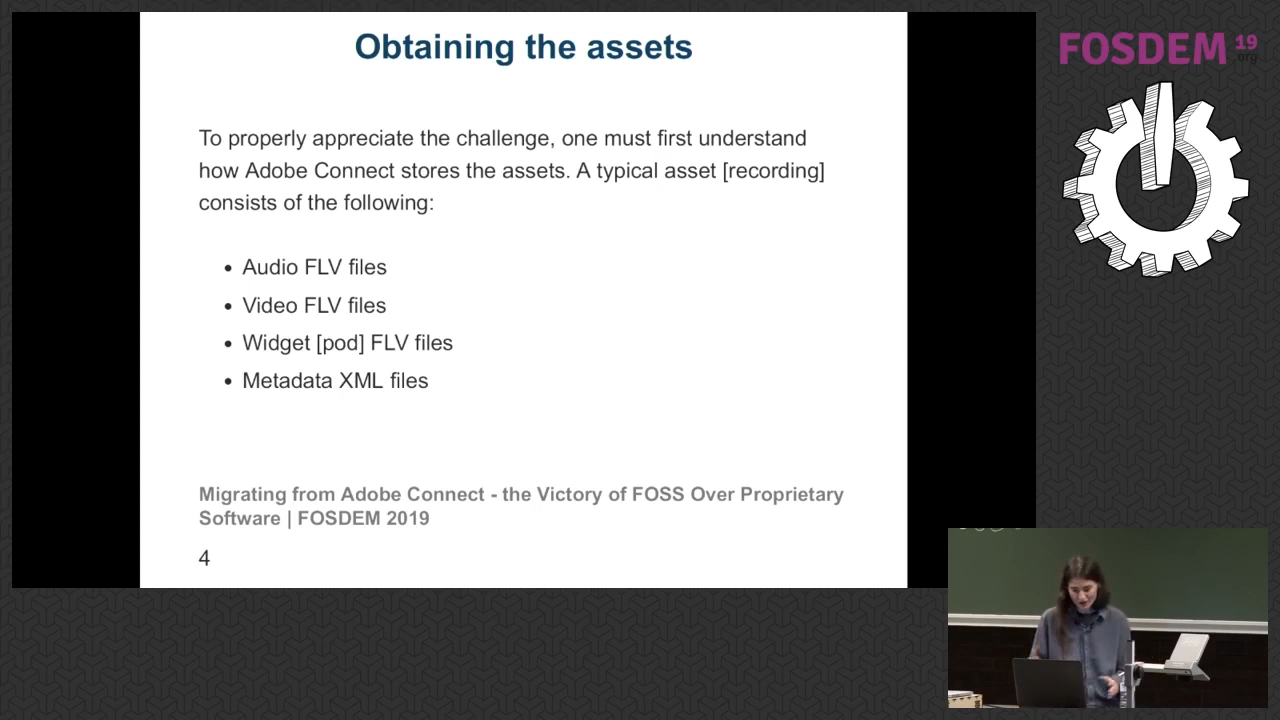 Obtaining the assets
To properly appreciate the challenge, one must first understand
how Adobe Connect stores the assets. A typical asset [recording]
consists of the following:
• Audio FLV files
• Video FLV files
• Widget [pod] FLV files
• Metadata XML files
Migrating from Adobe Connect - the Victory of FOSS Over Proprietary
Software | FOSDEM 2019
4
FOSDEM 19
.org